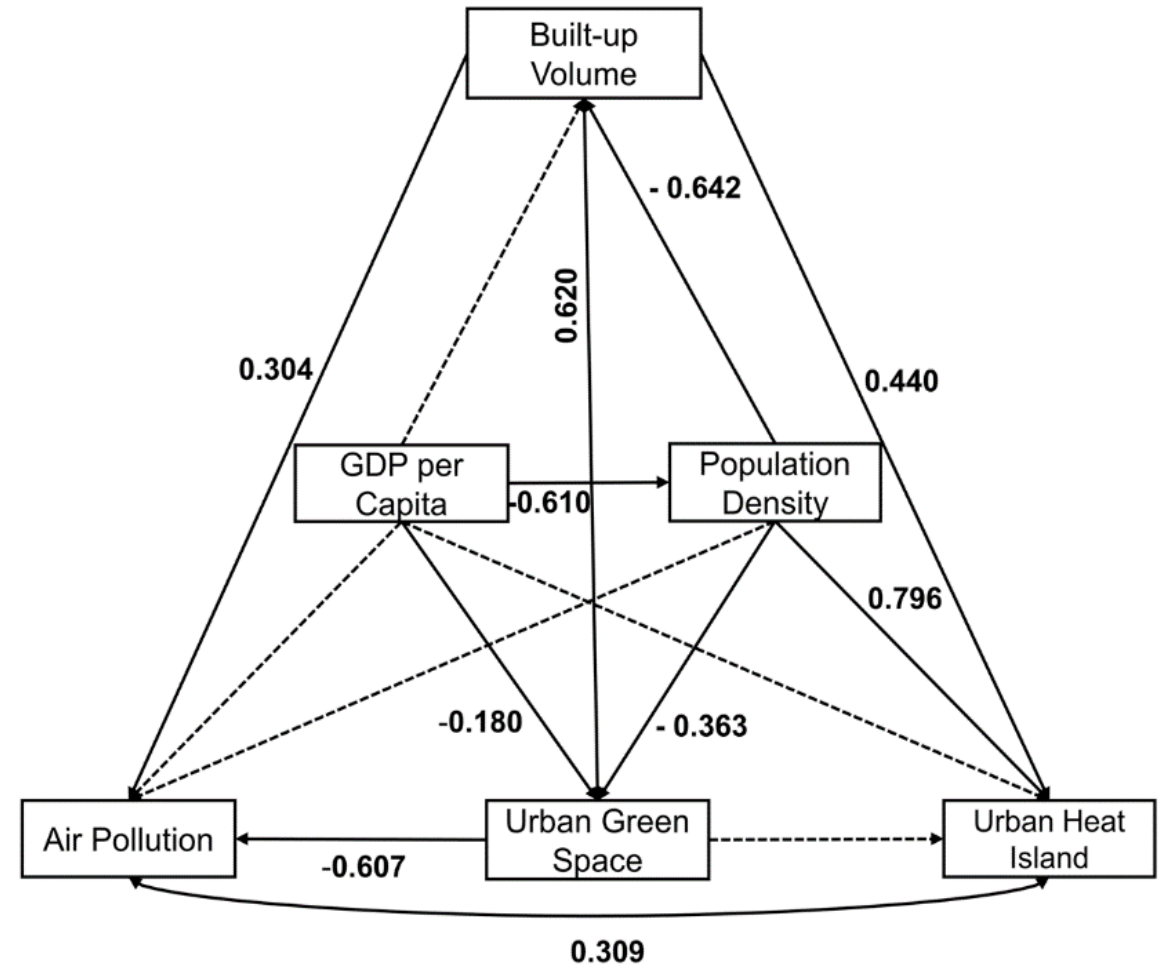 Built-up
Volume
- 0.642
0.620
0.304
0.440
GDP per
Capita
-0.610
Population
Density
0.796
-0.180
- 0.363
Air Pollution
-0.607
Urban Green
Space
Urban Heat
Island
0.309